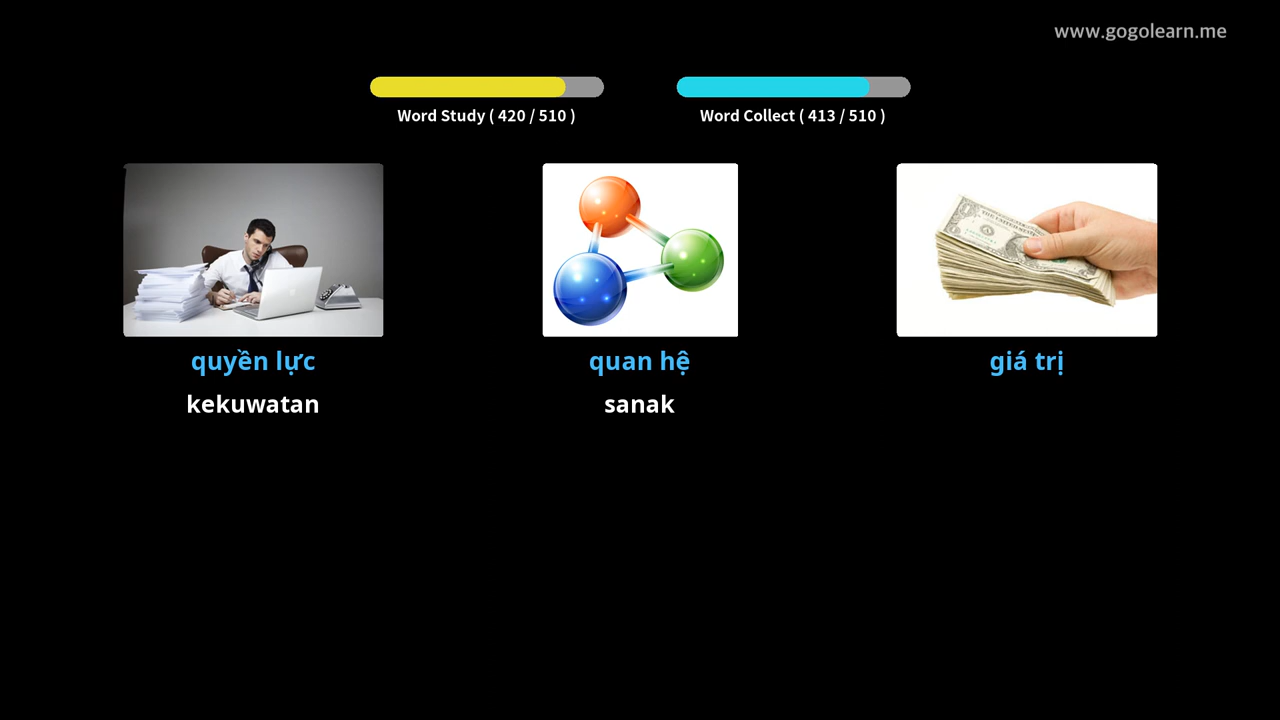 www.gogolearn.me
Word Study ( 420 / 510 )
Word Collect ( 413 / 510 )
quyền lực
quan hệ
giá trị
kekuwatan
sanak